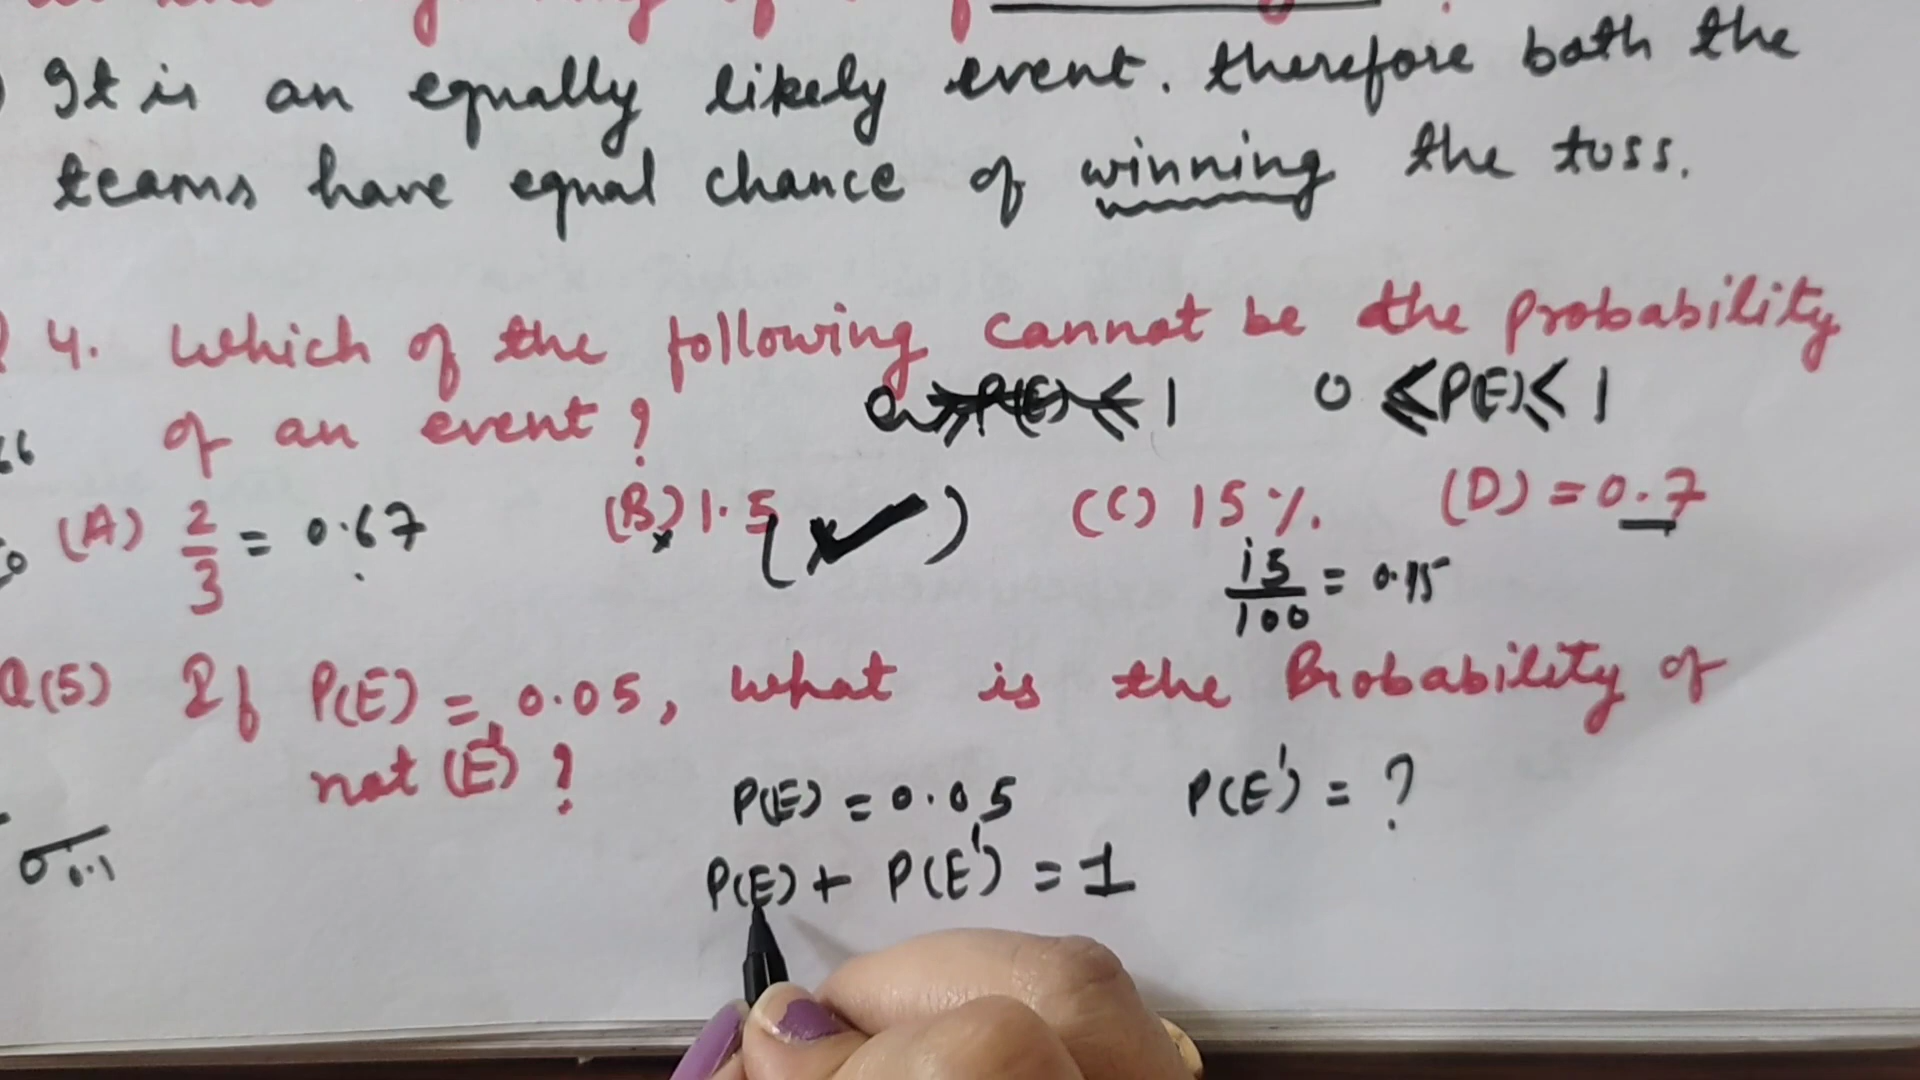 It is an equally likely event. therefore both the
teams have equal chance of winning the toss.
4. Which of the following cannot be the probability
of an event?
0 ≤ P(E) ≤ 1
66
(A) 2/3 = 0.67 (B) 1.5 (✓) (C) 15%. (D) = 0.7
15/100 = 0.15
Q(5) If P(E) = 0.05, what is the Probability of
not (E')?
P(E) = 0.05 P(E') = ?
P(E) + P(E') = 1